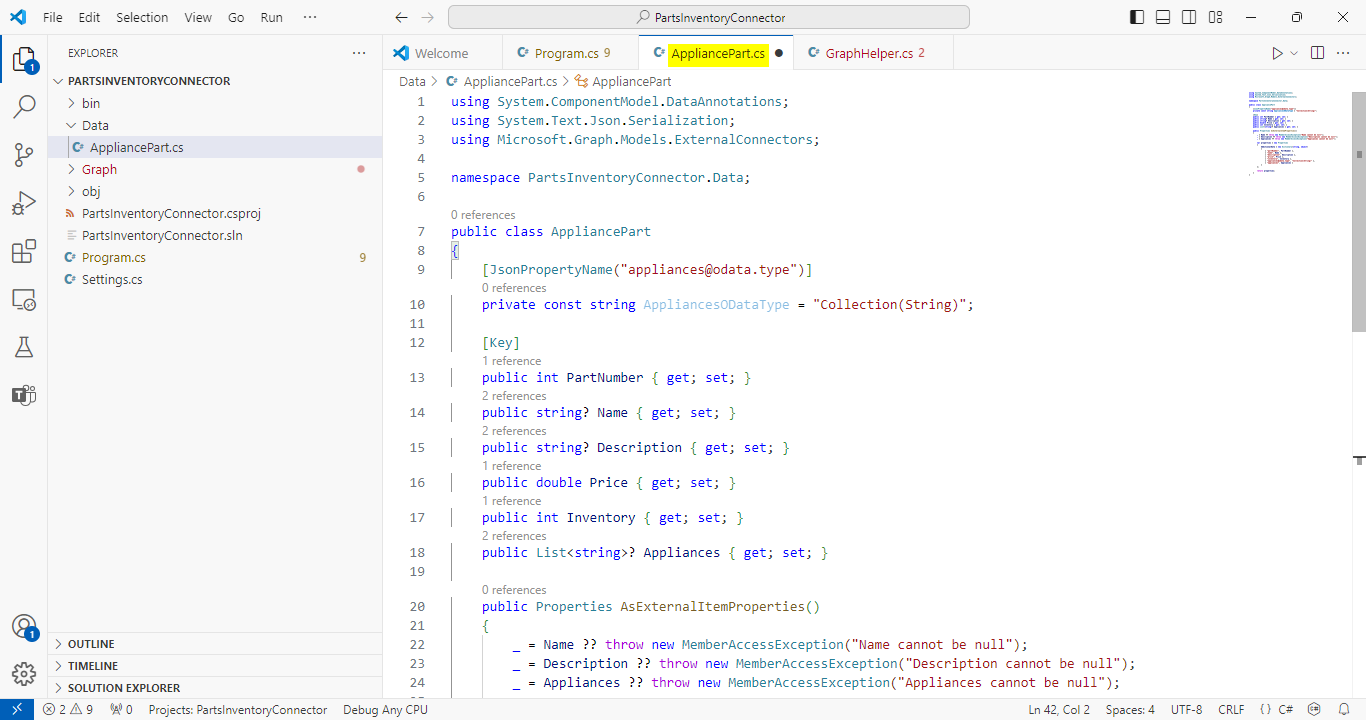 File Edit Selection View Go Run ···
PartsInventoryConnector
EXPLORER ···
PARTSINVENTORYCONNECTOR
bin
Data
AppliancePart.cs
Graph
obj
PartsInventoryConnector.csproj
PartsInventoryConnector.sln
Program.cs 9
Settings.cs
OUTLINE
TIMELINE
SOLUTION EXPLORER
1
1
Welcome Program.cs 9 AppliancePart.cs GraphHelper.cs 2
Data > AppliancePart.cs > AppliancePart
1 using System.ComponentModel.DataAnnotations;
2 using System.Text.Json.Serialization;
3 using Microsoft.Graph.Models.ExternalConnectors;
4
5 namespace PartsInventoryConnector.Data;
6
0 references
7 public class AppliancePart
8 {
9 [JsonPropertyName("appliances@odata.type")]
0 references
10 private const string AppliancesODataType = "Collection(String)";
11
12 [Key]
1 reference
13 public int PartNumber { get; set; }
2 references
14 public string? Name { get; set; }
2 references
15 public string? Description { get; set; }
1 reference
16 public double Price { get; set; }
1 reference
17 public int Inventory { get; set; }
2 references
18 public List<string>? Appliances { get; set; }
19
0 references
20 public Properties AsExternalItemProperties()
21 {
22 _ = Name ?? throw new MemberAccessException("Name cannot be null");
23 _ = Description ?? throw new MemberAccessException("Description cannot be null");
24 _ = Appliances ?? throw new MemberAccessException("Appliances cannot be null");
2 9 0 Projects: PartsInventoryConnector Debug Any CPU Ln 42, Col 2 Spaces: 4 UTF-8 CRLF {} C#